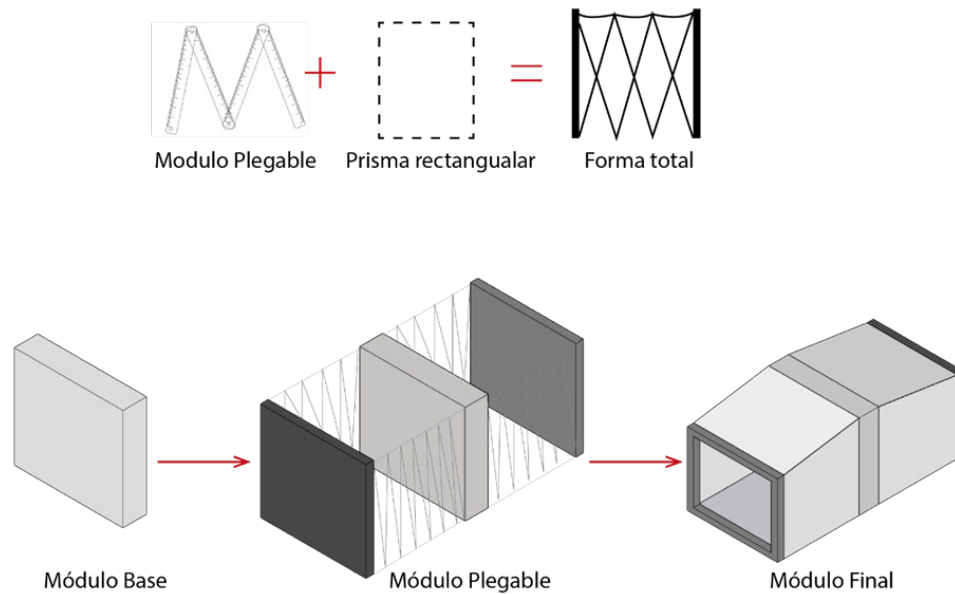 Modulo Plegable
Prisma rectangualar
Forma total
Módulo Base
Módulo Plegable
Módulo Final